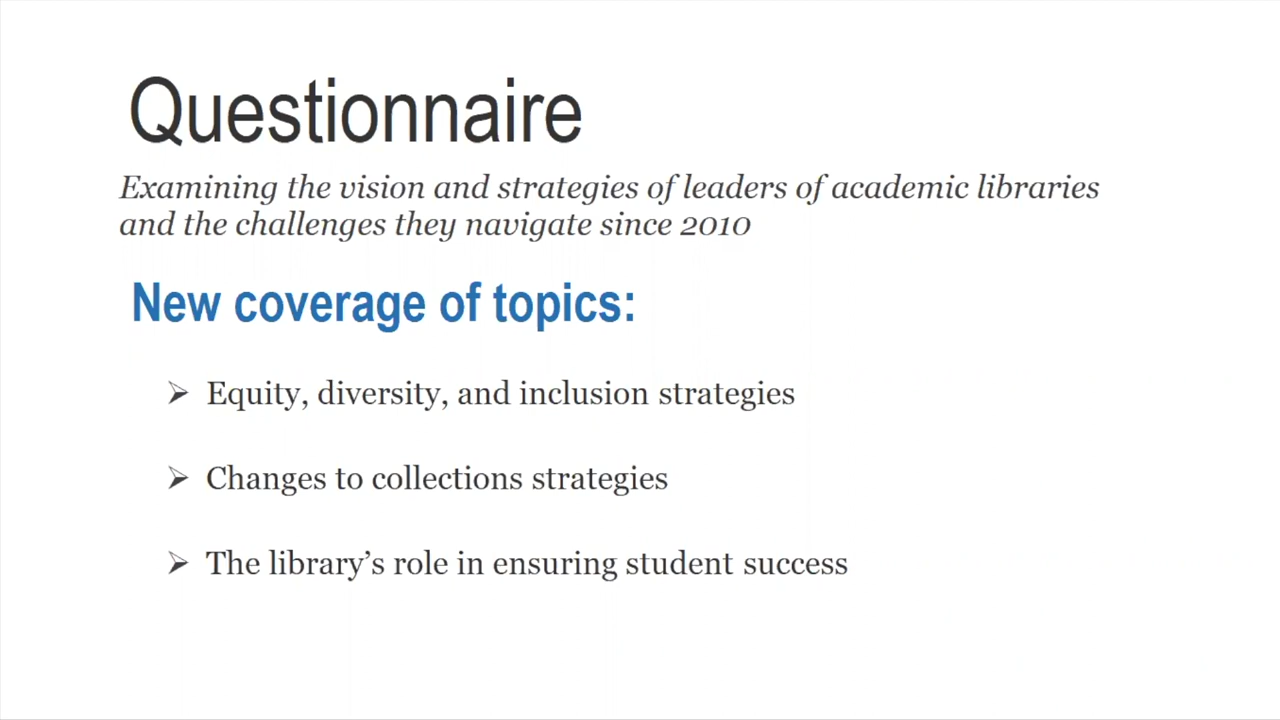 Questionnaire
Examining the vision and strategies of leaders of academic libraries
and the challenges they navigate since 2010
New coverage of topics:
➢ Equity, diversity, and inclusion strategies
➢ Changes to collections strategies
➢ The library’s role in ensuring student success